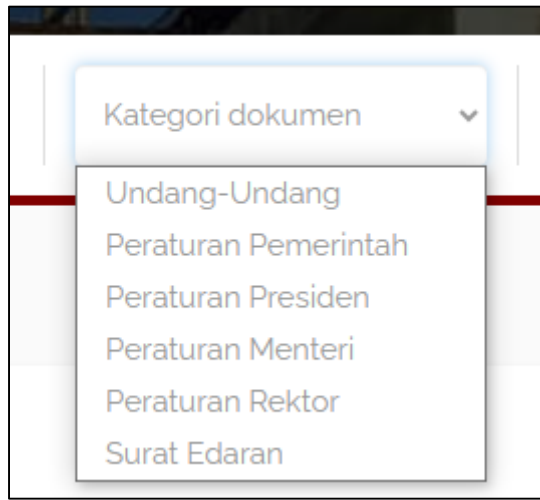 Kategori dokumen
Undang-Undang
Peraturan Pemerintah
Peraturan Presiden
Peraturan Menteri
Peraturan Rektor
Surat Edaran